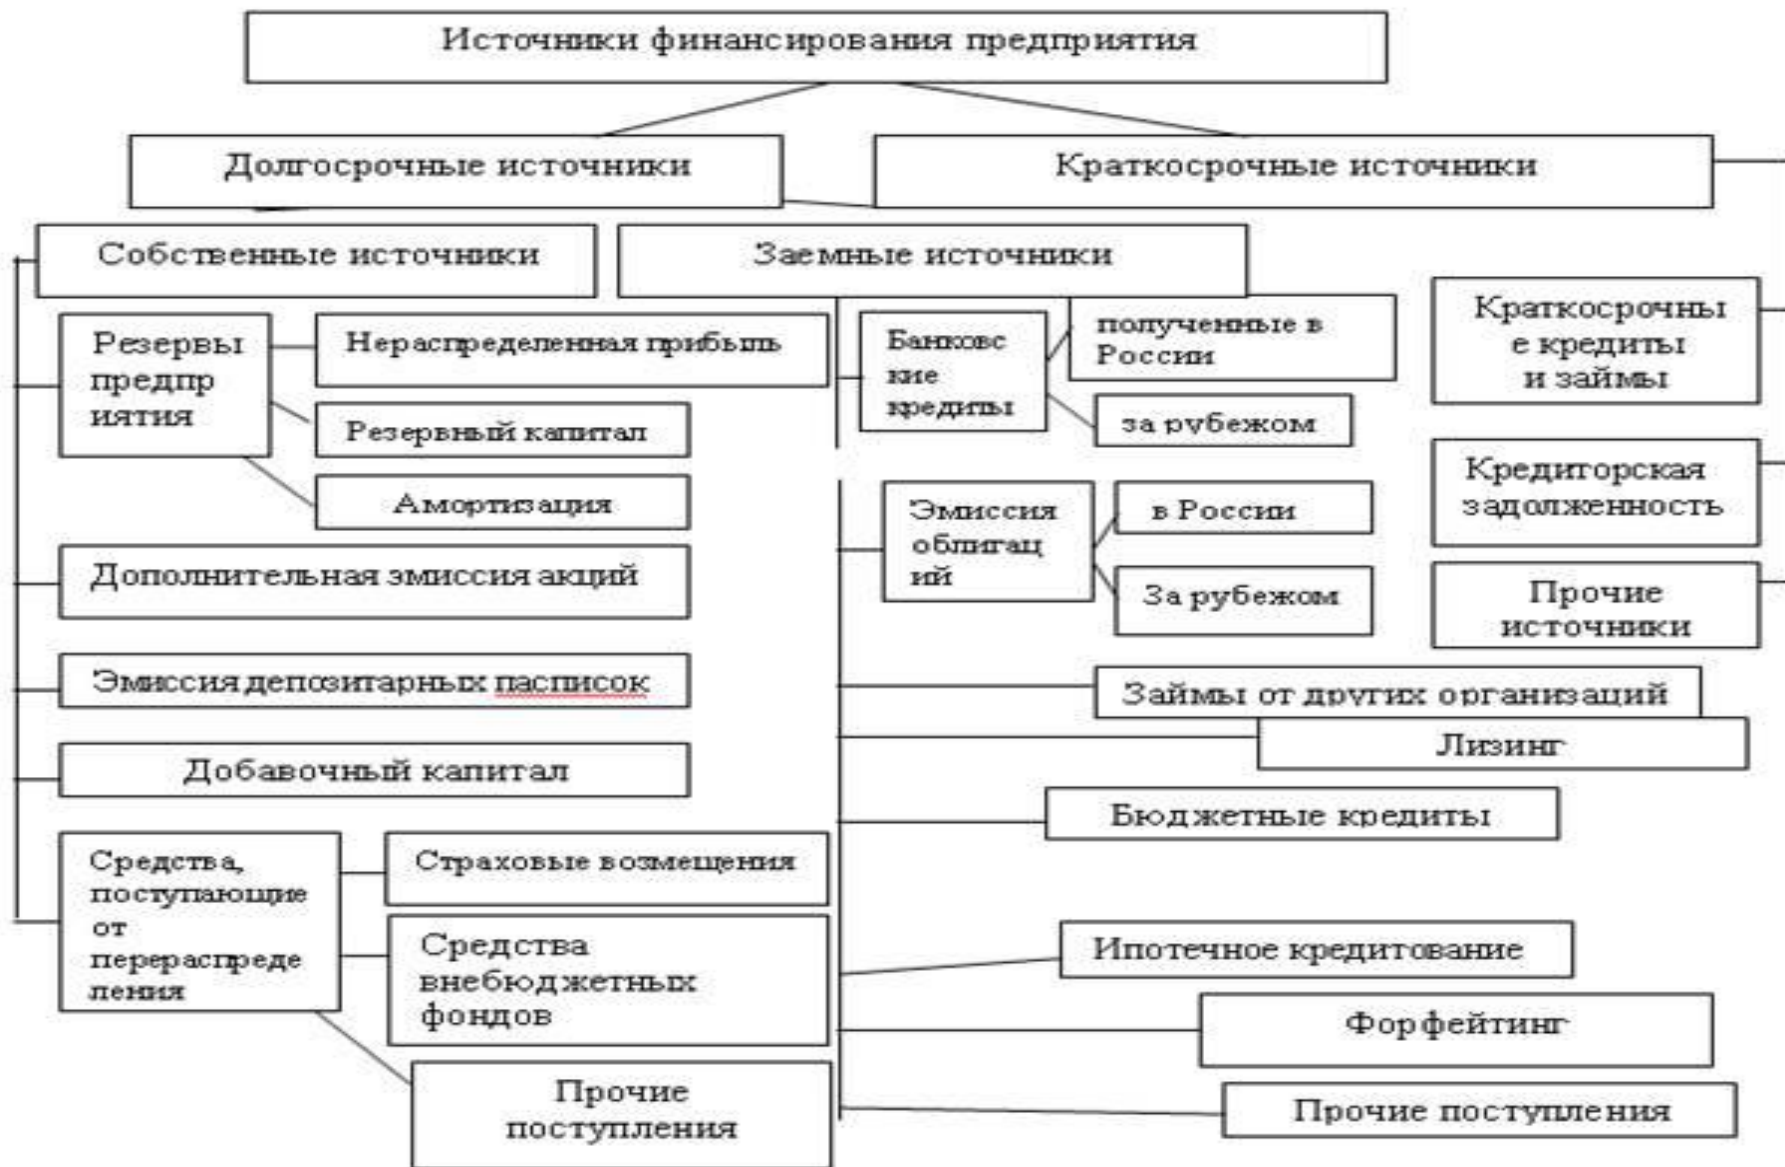 Источники финансирования предприятия
Долгосрочные источники
Краткосрочные источники
Собственные источники
Заемные источники
Резервы
предпр
иятия
Нераспределенная прибыль
Резервный капитал
Амортизация
Дополнительная эмиссия акций
Эмиссия депозитарных пасписок
Добавочный капитал
Средства,
поступающие
от
перераспреде
ления
Страховые возмещения
Средства
внебюджетных
фондов
Прочие
поступления
Банковс
кие
кредиты
полученные в
России
за рубежом
Эмиссия
облигац
ий
в России
За рубежом
Займы от других организаций
Лизинг
Бюджетные кредиты
Ипотечное кредитование
Форфейтинг
Прочие поступления
Краткосрочны
е кредиты
и займы
Кредиторская
задолженность
Прочие
источники